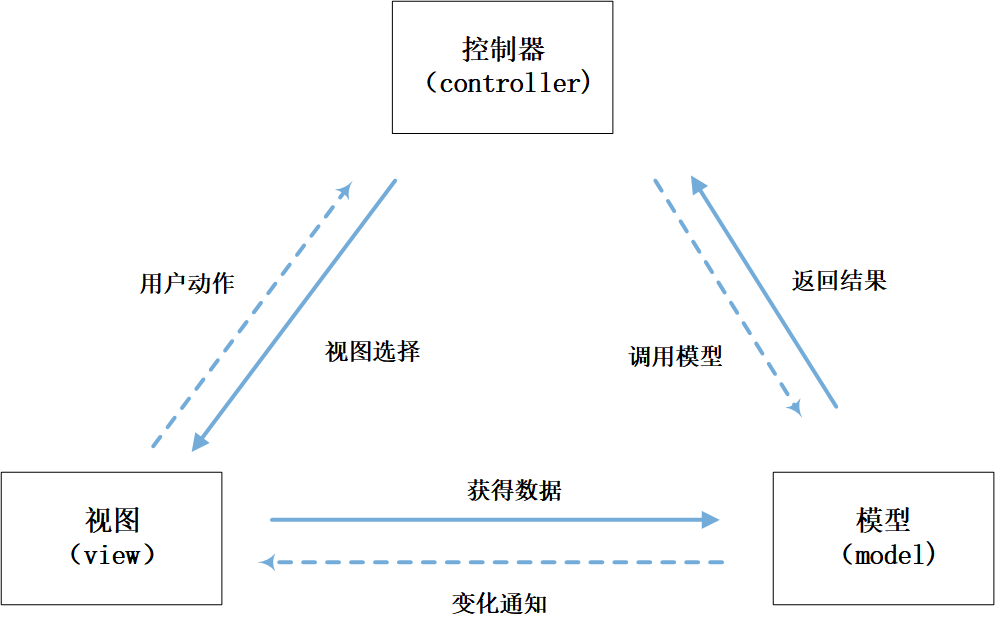 控制器
（controller)
用户动作
返回结果
视图选择
调用模型
获得数据
视图
（view）
模型
（model)
变化通知